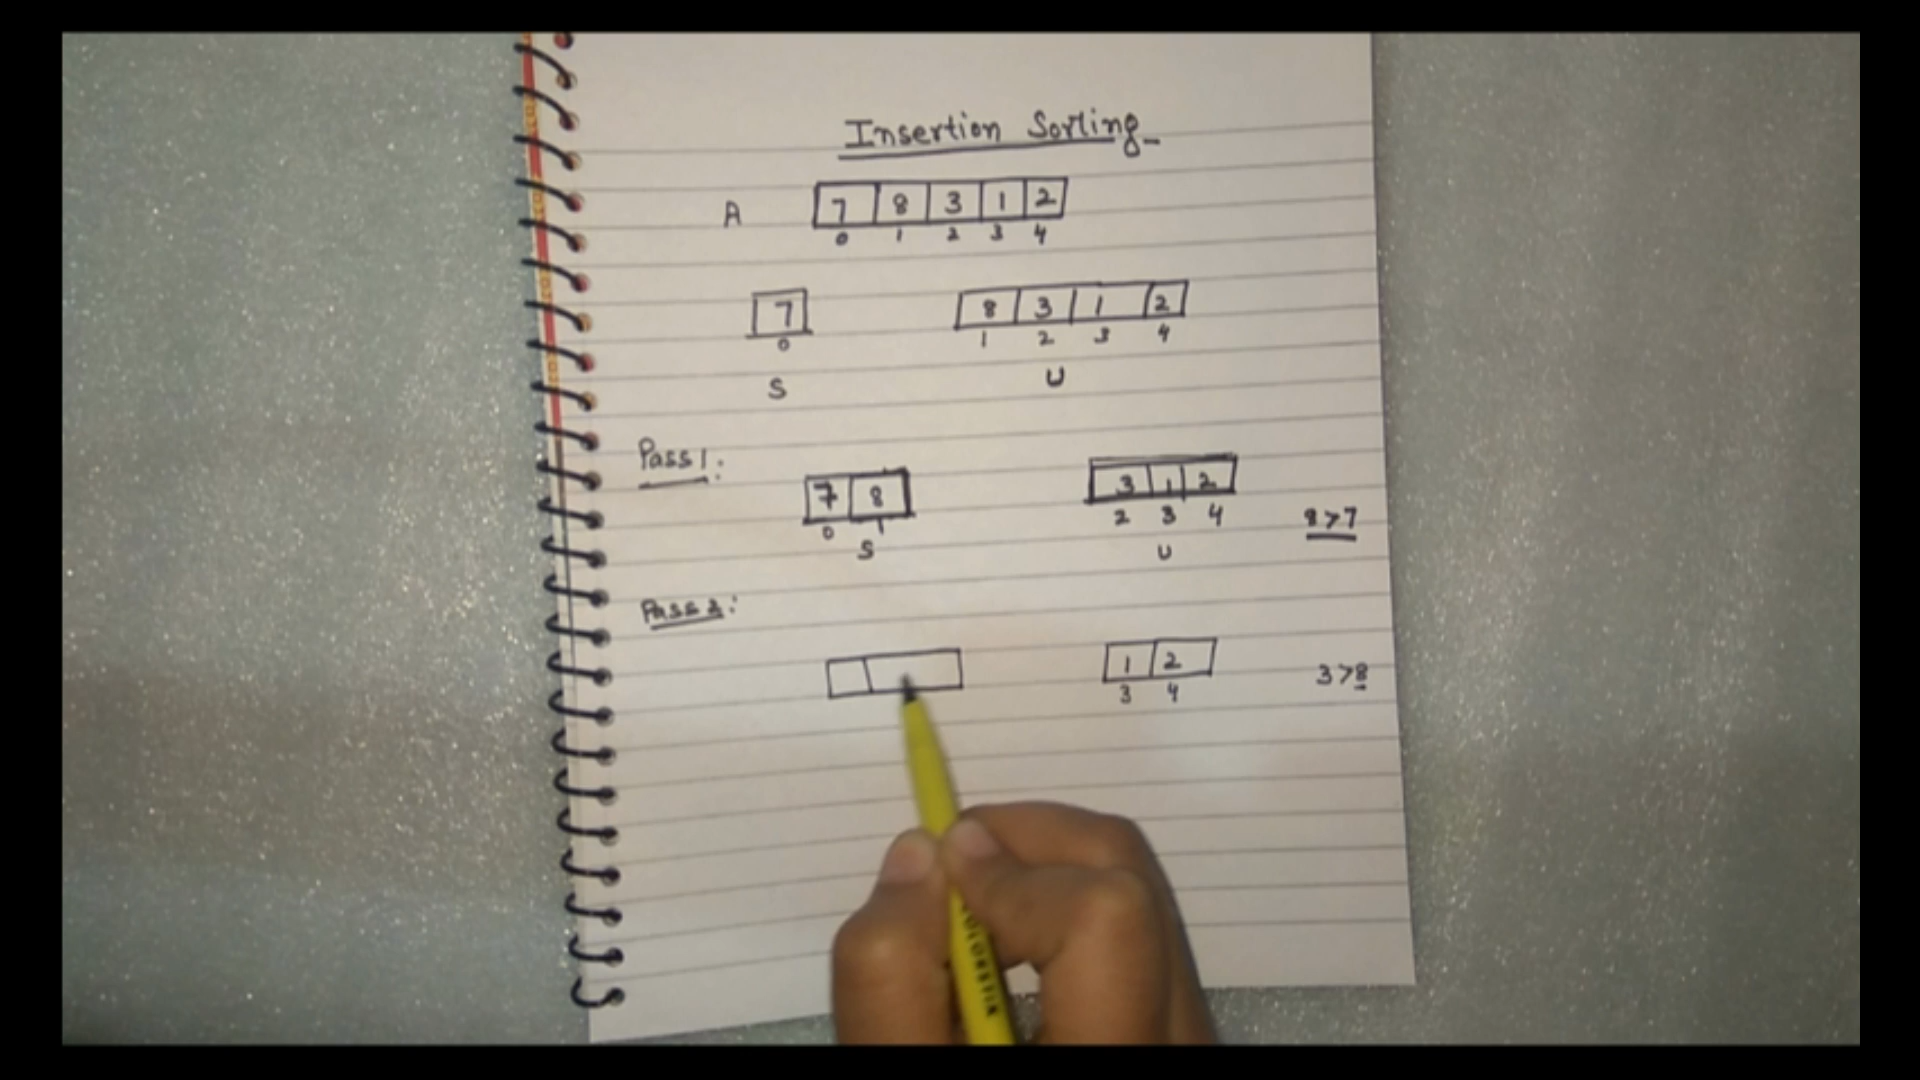 Insertion Sorting
A 7 8 3 1 2
0 1 2 3 4
7 8 3 1 2
0 1 2 3 4
S U
Pass 1:
7 8 3 1 2 8>7
0 1 2 3 4
S U
Pass 2:
1 2 3>8
3 4